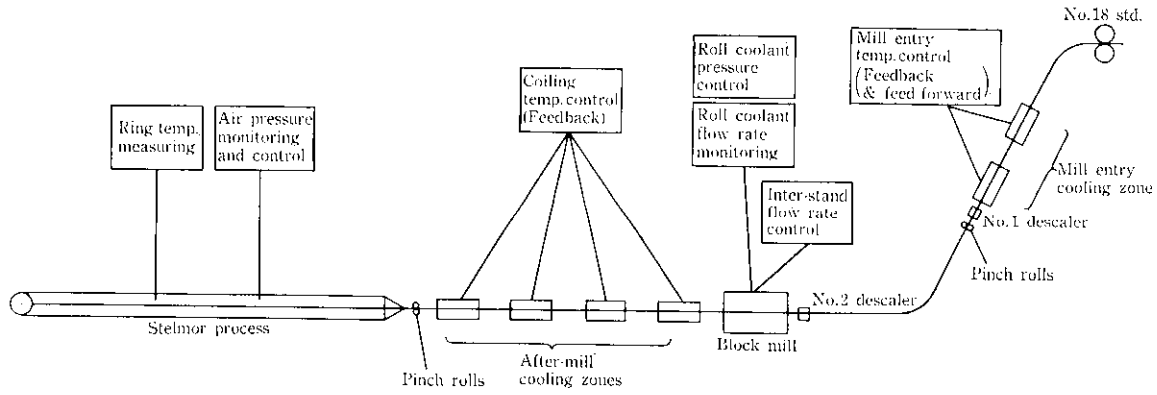 No.18 std.
Mill entry
temp. control
(Feedback
& feed forward)
Roll coolant
pressure
control
Roll coolant
flow rate
monitoring
Coiling
temp. control
(Feedback)
Ring temp.
measuring
Air pressure
monitoring
and control
Inter-stand
flow rate
control
Mill entry
cooling zone
No.1 descaler
Pinch rolls
No.2 descaler
Block mill
Stelmor process
After-mill
cooling zones
Pinch rolls